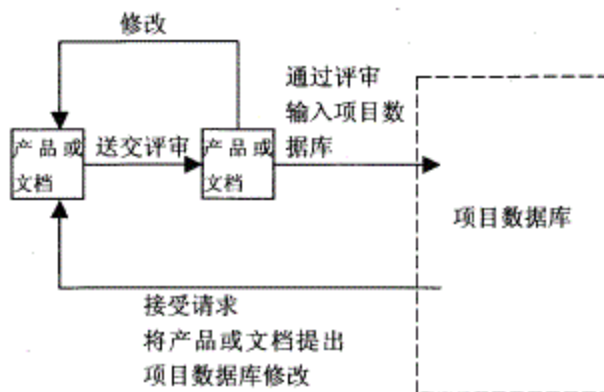 修改
通过评审
输入项目数
据库
产品或
文档
送交评审
产品或
文档
项目数据库
接受请求
将产品或文档提出
项目数据库修改